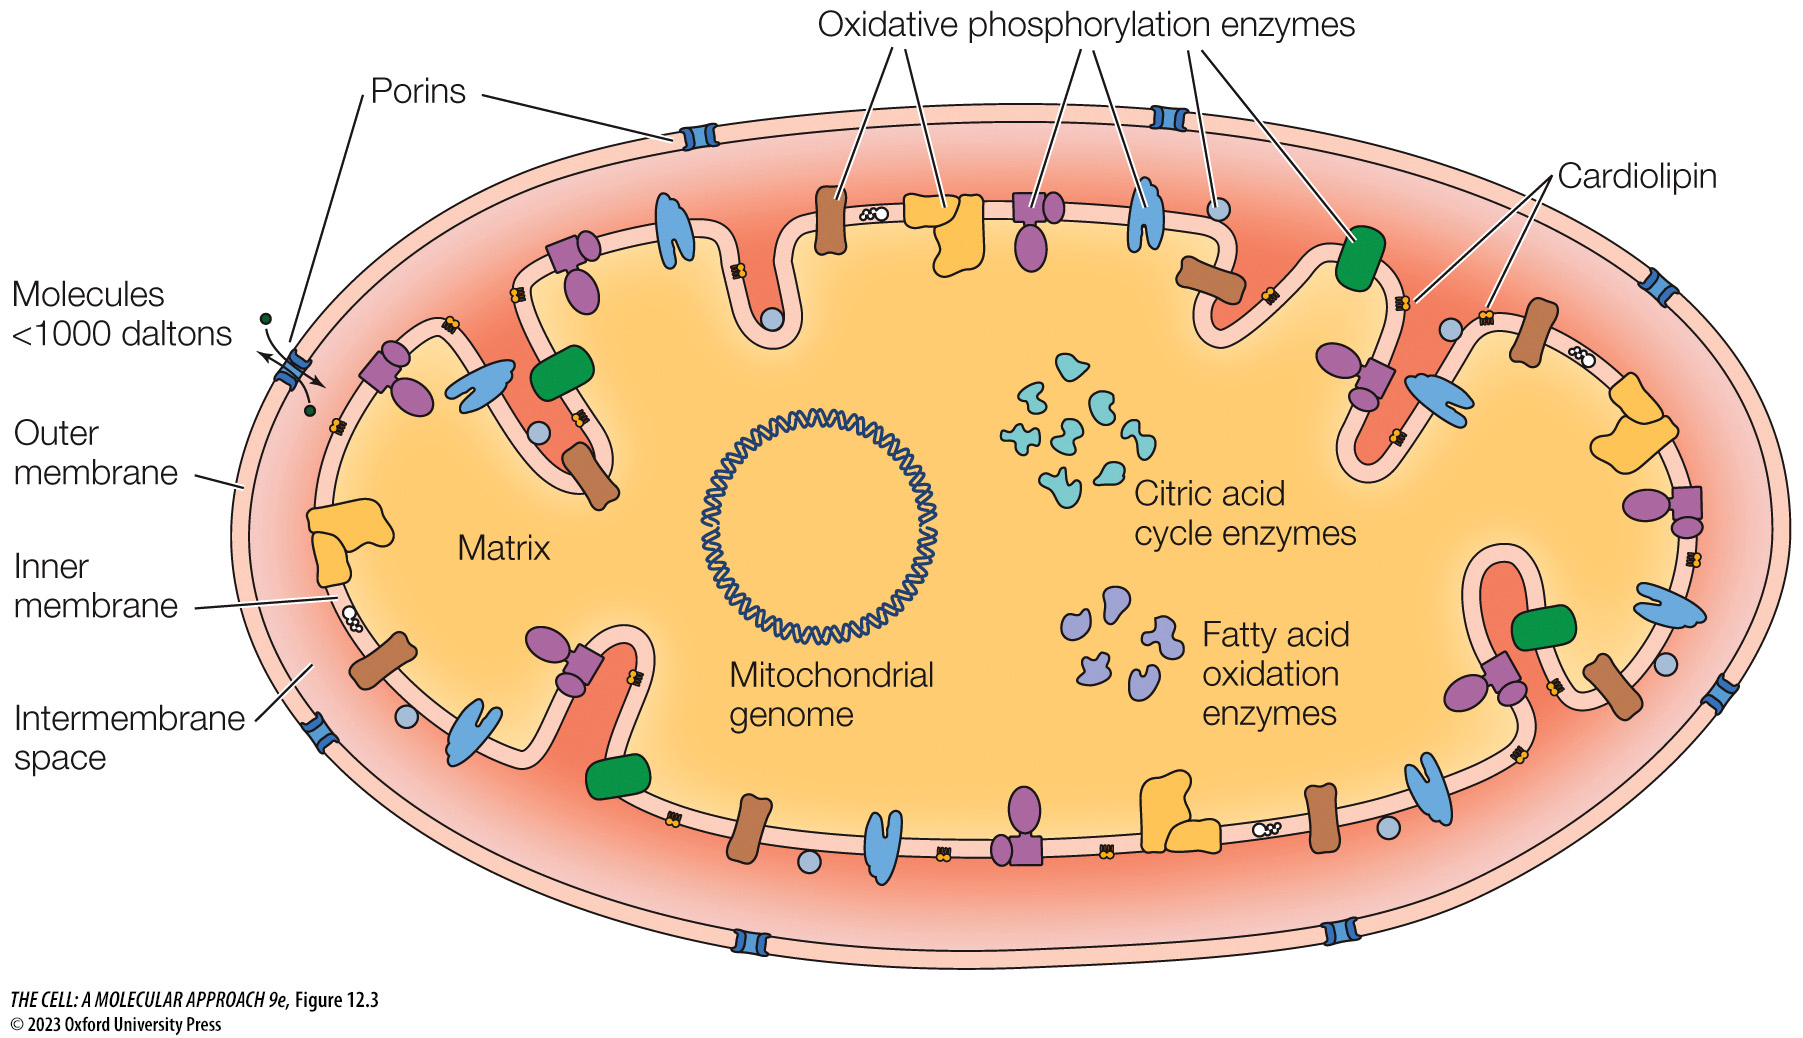 Oxidative phosphorylation enzymes
Porins
Cardiolipin
Molecules
<1000 daltons
Outer
membrane
Citric acid
cycle enzymes
Matrix
Inner
membrane
Fatty acid
oxidation
enzymes
Mitochondrial
genome
Intermembrane
space
THE CELL: A MOLECULAR APPROACH 9e, Figure 12.3
© 2023 Oxford University Press